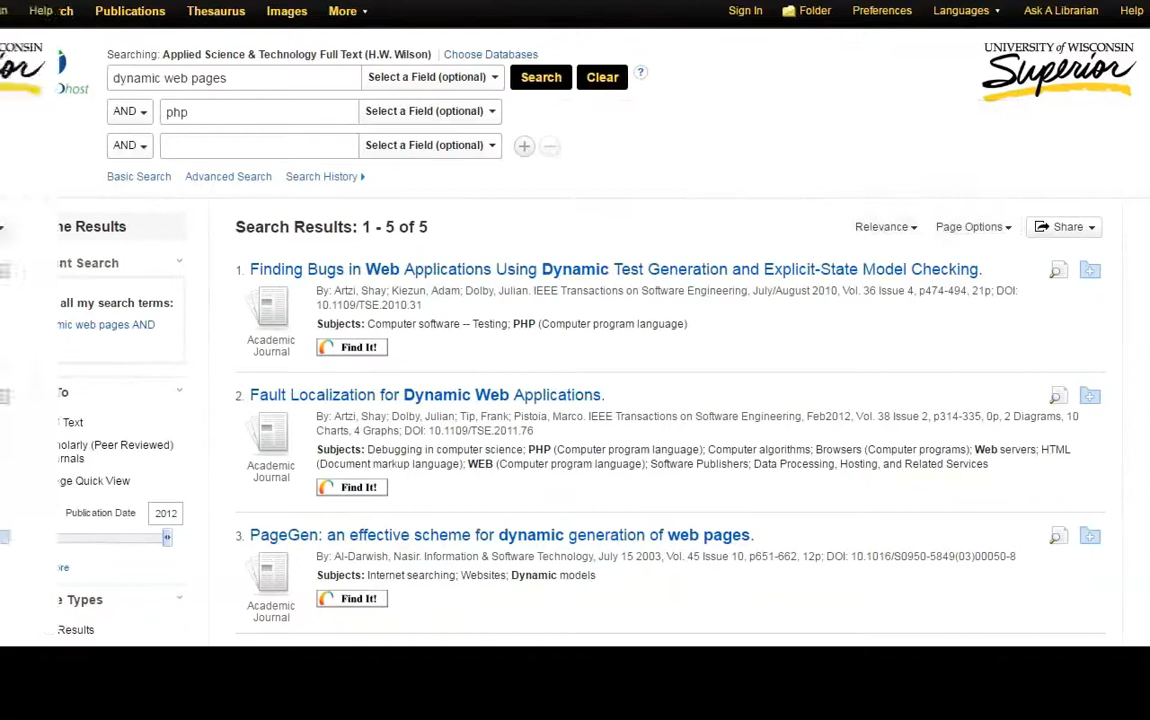 Help
ch
Publications
Thesaurus
Images
More
Sign In
Folder
Preferences
Languages
Ask A Librarian
Help
CONSIN
ior
Ohost
Searching: Applied Science & Technology Full Text (H.W. Wilson)
Choose Databases
dynamic web pages
Select a Field (optional)
Search
Clear
?
AND
php
Select a Field (optional)
AND
Select a Field (optional)
Basic Search
Advanced Search
Search History
UNIVERSITY of WISCONSIN
Superior
ne Results
nt Search
all my search terms:
mic web pages AND
To
Text
holarly (Peer Reviewed)
urnals
ge Quick View
Publication Date
2012
ore
e Types
Results
Search Results: 1 - 5 of 5
Relevance
Page Options
Share
1. Finding Bugs in Web Applications Using Dynamic Test Generation and Explicit-State Model Checking.
By: Artzi, Shay; Kiezun, Adam; Dolby, Julian. IEEE Transactions on Software Engineering, July/August 2010, Vol. 36 Issue 4, p474-494, 21p; DOI:
10.1109/TSE.2010.31
Subjects: Computer software -- Testing; PHP (Computer program language)
Academic
Journal
Find It!
2. Fault Localization for Dynamic Web Applications.
By: Artzi, Shay; Dolby, Julian; Tip, Frank; Pistoia, Marco. IEEE Transactions on Software Engineering, Feb2012, Vol. 38 Issue 2, p314-335, 0p, 2 Diagrams, 10
Charts, 4 Graphs; DOI: 10.1109/TSE.2011.76
Subjects: Debugging in computer science; PHP (Computer program language); Computer algorithms; Browsers (Computer programs); Web servers; HTML
(Document markup language); WEB (Computer program language); Software Publishers; Data Processing, Hosting, and Related Services
Academic
Journal
Find It!
3. PageGen: an effective scheme for dynamic generation of web pages.
By: Al-Darwish, Nasir. Information & Software Technology, July 15 2003, Vol. 45 Issue 10, p651-662, 12p; DOI: 10.1016/S0950-5849(03)00050-8
Subjects: Internet searching; Websites; Dynamic models
Academic
Journal
Find It!